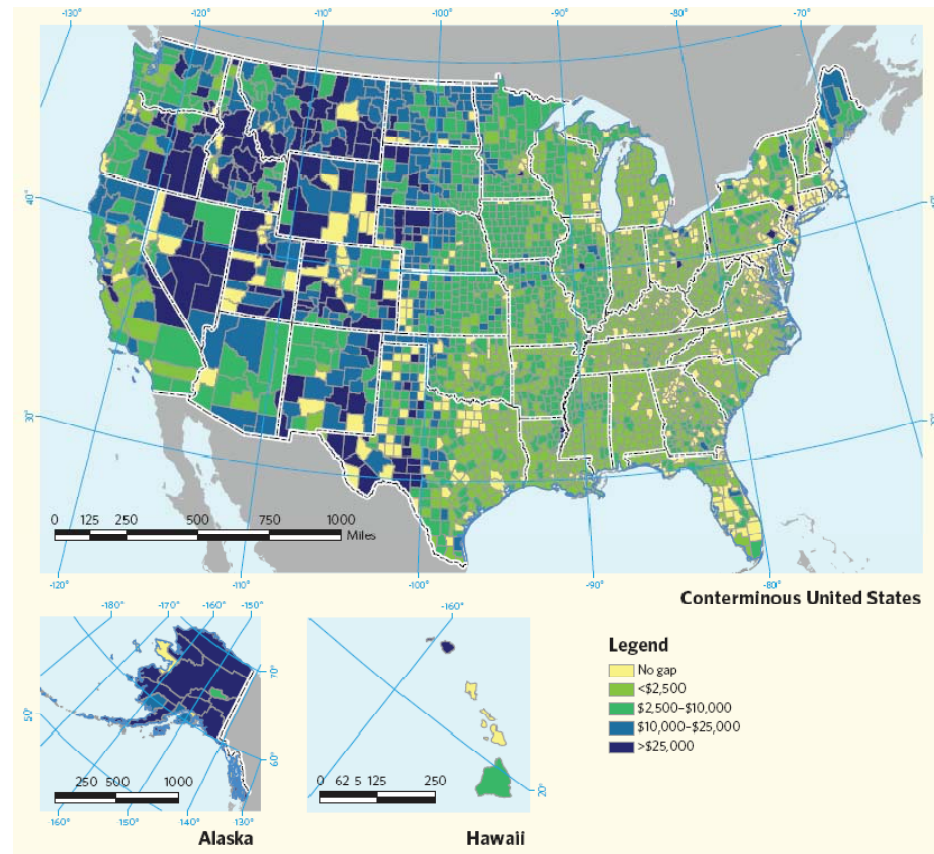 -130° -120° -110° -100° -90° -80° -70°
40°
40°
30°
0 125 250 500 750 1000
Miles
-120° -110° -100° -90° -80°
Conterminous United States
-180° -170° -160° -150°
70°
50°
60°
250 500 1000
160° 150° 140° 130°
Alaska
-160°
0 62 5 125 250
20°
Hawaii
Legend
No gap
<$2,500
$2,500–$10,000
$10,000–$25,000
>$25,000